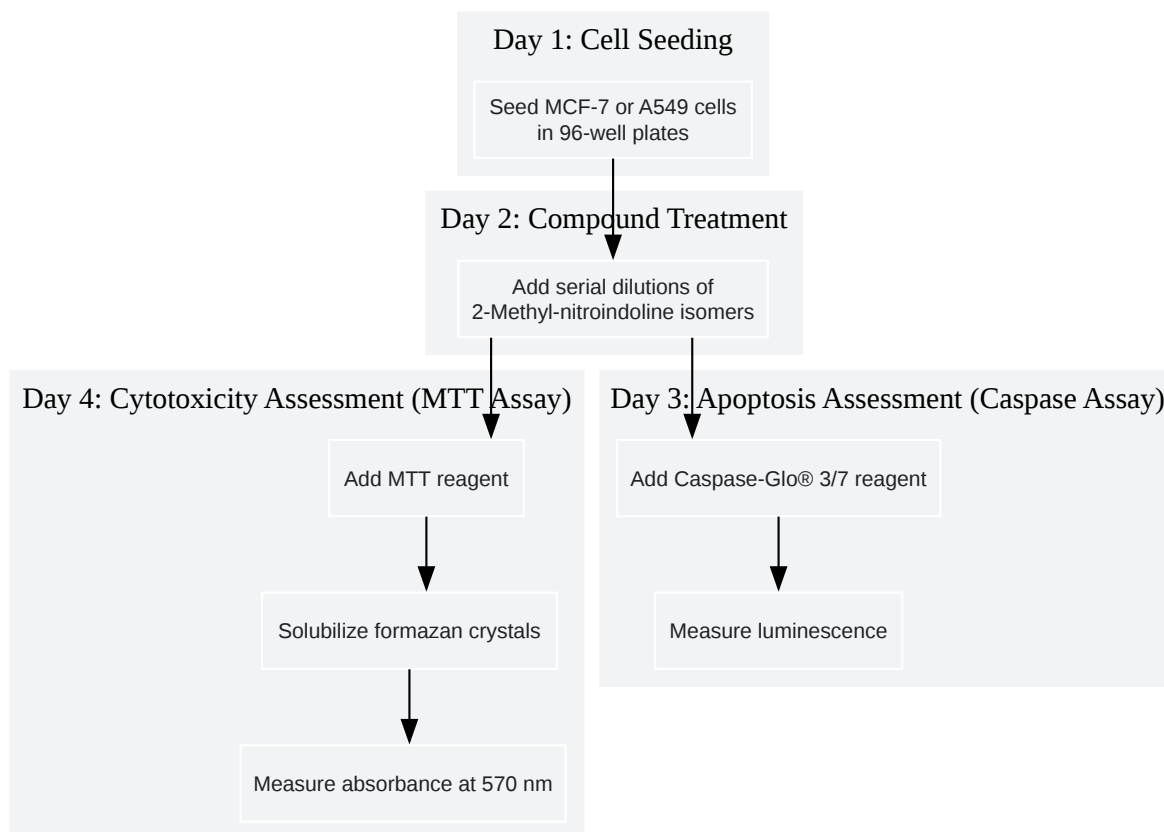 Day 1: Cell Seeding
Seed MCF-7 or A549 cells
in 96-well plates
Day 2: Compound Treatment
Add serial dilutions of
2-Methyl-nitroindoline isomers
Day 4: Cytotoxicity Assessment (MTT Assay)
Add MTT reagent
Solubilize formazan crystals
Measure absorbance at 570 nm
Day 3: Apoptosis Assessment (Caspase Assay)
Add Caspase-Glo® 3/7 reagent
Measure luminescence